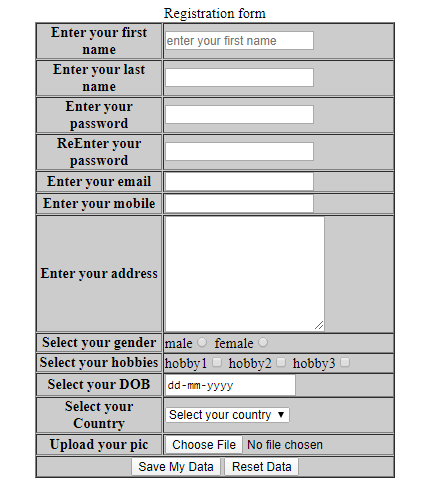 Registration form
Enter your first
name
enter your first name
Enter your last
name
Enter your
password
ReEnter your
password
Enter your email
Enter your mobile
Enter your address
Select your gender male female
Select your hobbies hobby1 hobby2 hobby3
Select your DOB dd-mm-yyyy
Select your
Country
Select your country
Upload your pic Choose File No file chosen
Save My Data Reset Data